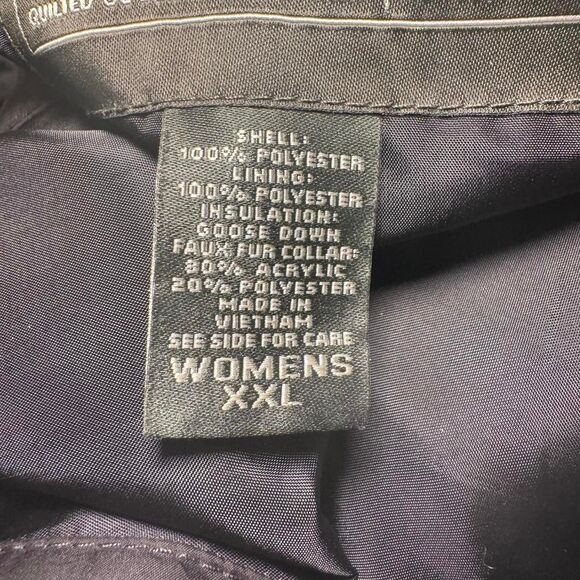 QUILTED
SHELL:
100% POLYESTER
LINING:
100% POLYESTER
INSULATION:
GOOSE DOWN
FAUX FUR COLLAR:
80% ACRYLIC
20% POLYESTER
MADE IN
VIETNAM
SEE SIDE FOR CARE
WOMENS
XXL